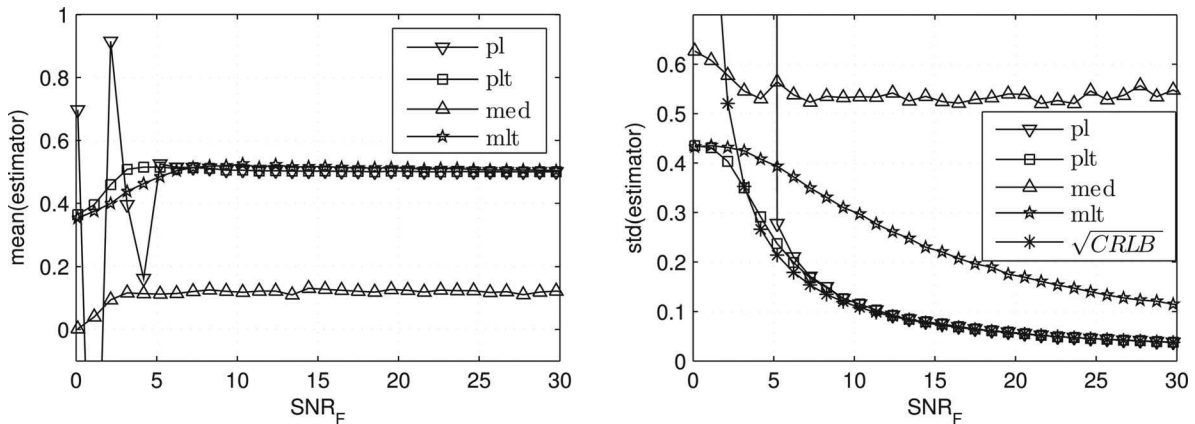 mean(estimator)
1
0.8
0.6
0.4
0.2
0
0 5 10 15 20 25 30
SNR_F
pl
plt
med
mlt
std(estimator)
0.6
0.5
0.4
0.3
0.2
0.1
0
0 5 10 15 20 25 30
SNR_F
pl
plt
med
mlt
√CRLB